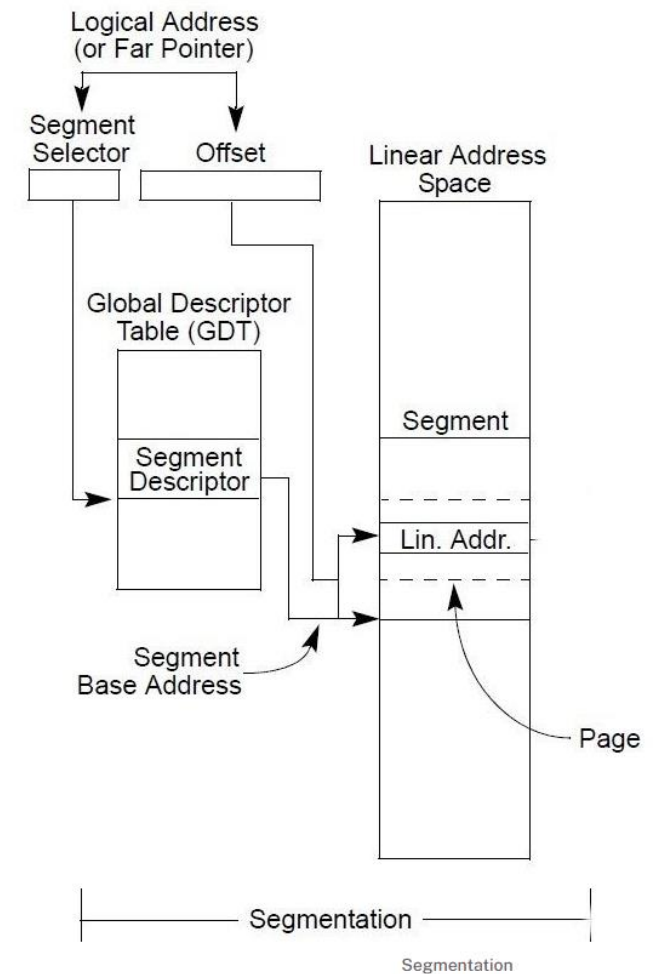 Logical Address
(or Far Pointer)
Segment
Selector
Offset
Linear Address
Space
Global Descriptor
Table (GDT)
Segment
Segment
Descriptor
Lin. Addr.
Segment
Base Address
Page
Segmentation
Segmentation